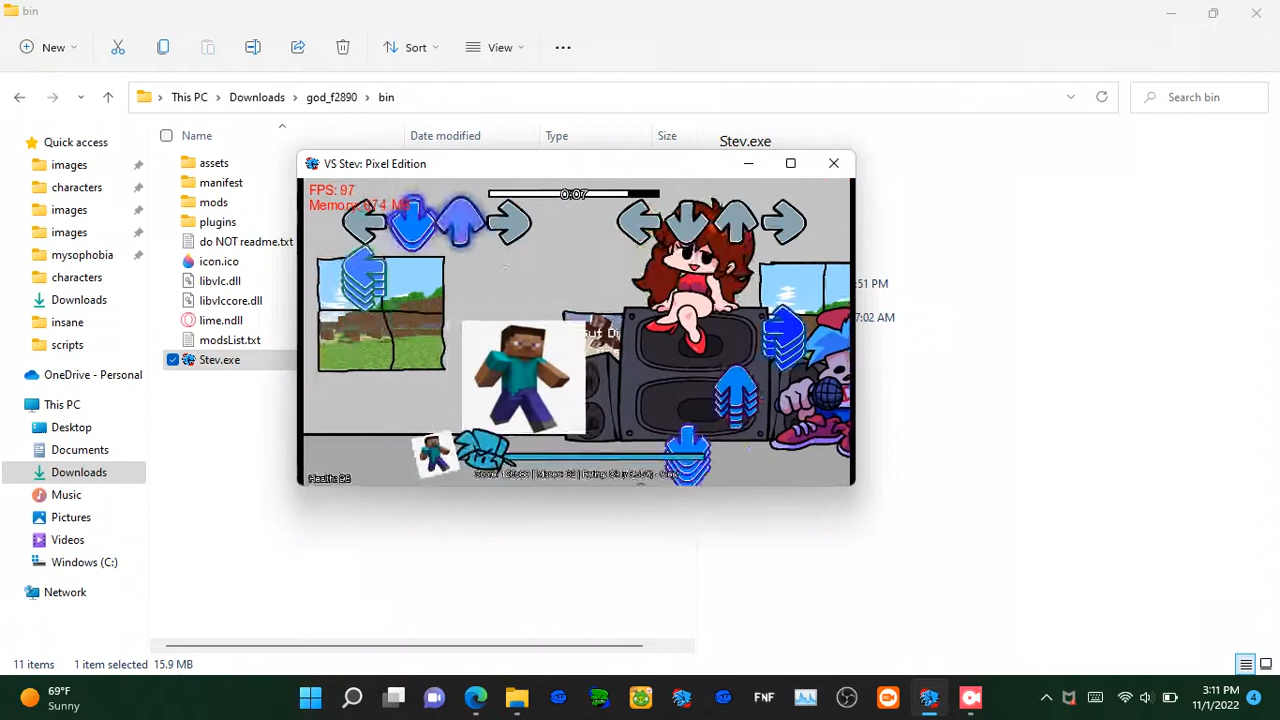 bin
New
Sort
View
This PC > Downloads > god_f2890 > bin
Search bin
Quick access
images
characters
images
images
mysophobia
characters
Downloads
insane
scripts
OneDrive - Personal
This PC
Desktop
Documents
Downloads
Music
Pictures
Videos
Windows (C:)
Network
Name
Date modified
Type
Size
assets
manifest
mods
plugins
do NOT readme.txt
icon.ico
libvlc.dll
libvlccore.dll
lime.ndll
modsList.txt
Stev.exe
Stev.exe
:51 PM
7:02 AM
VS Stev: Pixel Edition
FPS: 97
Memory:
0:07
Health: 98
11 items
1 item selected
15.9 MB
69°F
Sunny
FNF
3:11 PM
11/1/2022
4